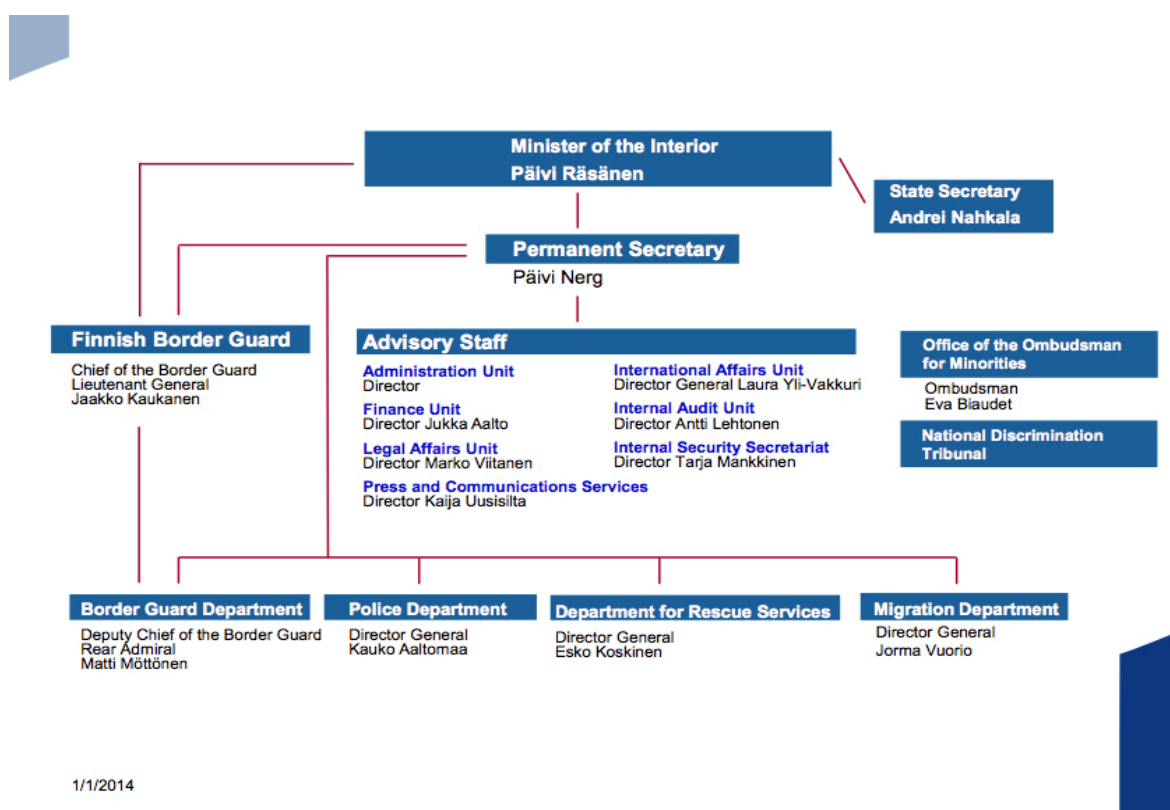 Minister of the Interior
Päivi Räsänen
State Secretary
Andrei Nahkala
Permanent Secretary
Päivi Nerg
Finnish Border Guard
Chief of the Border Guard
Lieutenant General
Jaakko Kaukanen
Advisory Staff
Administration Unit
Director
Finance Unit
Director Jukka Aalto
Legal Affairs Unit
Director Marko Viitanen
Press and Communications Services
Director Kaija Uusisilta
International Affairs Unit
Director General Laura Yli-Vakkuri
Internal Audit Unit
Director Antti Lehtonen
Internal Security Secretariat
Director Tarja Mankkinen
Office of the Ombudsman
for Minorities
Ombudsman
Eva Biaudet
National Discrimination
Tribunal
Border Guard Department
Deputy Chief of the Border Guard
Rear Admiral
Matti Möttönen
Police Department
Director General
Kauko Aaltomaa
Department for Rescue Services
Director General
Esko Koskinen
Migration Department
Director General
Jorma Vuorio
1/1/2014